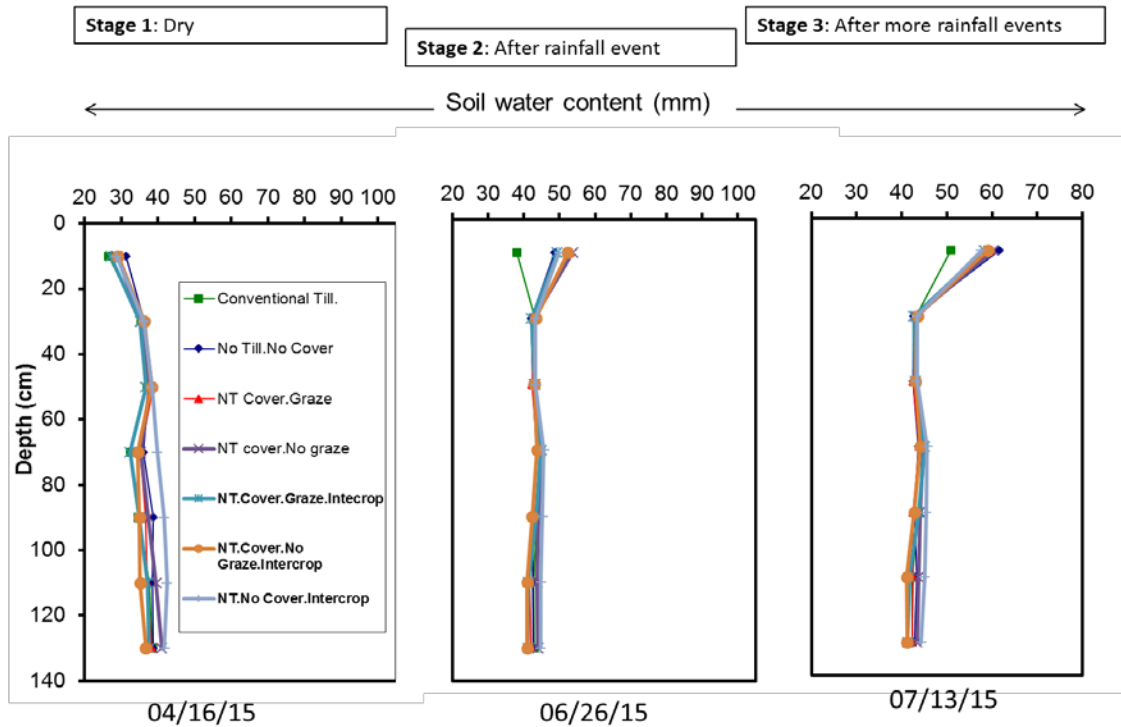 Stage 1: Dry
Stage 2: After rainfall event
Stage 3: After more rainfall events
Soil water content (mm)
20 30 40 50 60 70 80 90 100
20 30 40 50 60 70 80 90 100
20 30 40 50 60 70 80
0
20
40
60
80
100
120
140
Depth (cm)
Conventional Till.
No Till.No Cover
NT Cover.Graze
NT cover.No graze
NT.Cover.Graze.Intecrop
NT.Cover.No
Graze.Intercrop
NT.No Cover.Intercrop
04/16/15
06/26/15
07/13/15